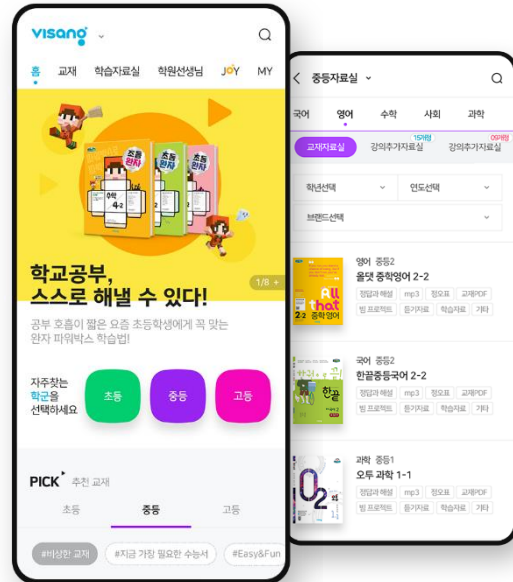 visang
홈 교재 학습자료실 학원선생님 JOY MY
초등 완자
초등 완자
수학 4-2
학교공부,
스스로 해낼 수 있다!
1/8 +
공부 호흡이 짧은 요즘 초등학생에게 꼭 맞는
완자 파워박스 학습법!
자주찾는
학군을
선택하세요
초등 중등 고등
PICK 추천 교재
초등 중등 고등
#비상한 교재 #지금 가장 필요한 수능서 #Easy&Fun
중등자료실
국어 영어 수학 사회 과학
15개정 09개정
교재자료실 강의추가자료실 강의추가자료실
학년선택 연도선택
브랜드선택
All that
2·2 중학영어
영어 중등2
올댓 중학영어 2-2
정답과 해설 mp3 정오표 교재PDF
빔 프로젝트 듣기자료 학습자료 기타
한끝
국어 중등2
한끝중등국어 2-2
정답과 해설 mp3 정오표 교재PDF
빔 프로젝트 듣기자료 학습자료 기타
O2
과학 중등1
오투 과학 1-1
정답과 해설 mp3 정오표 교재PDF
빔 프로젝트 듣기자료 학습자료 기타